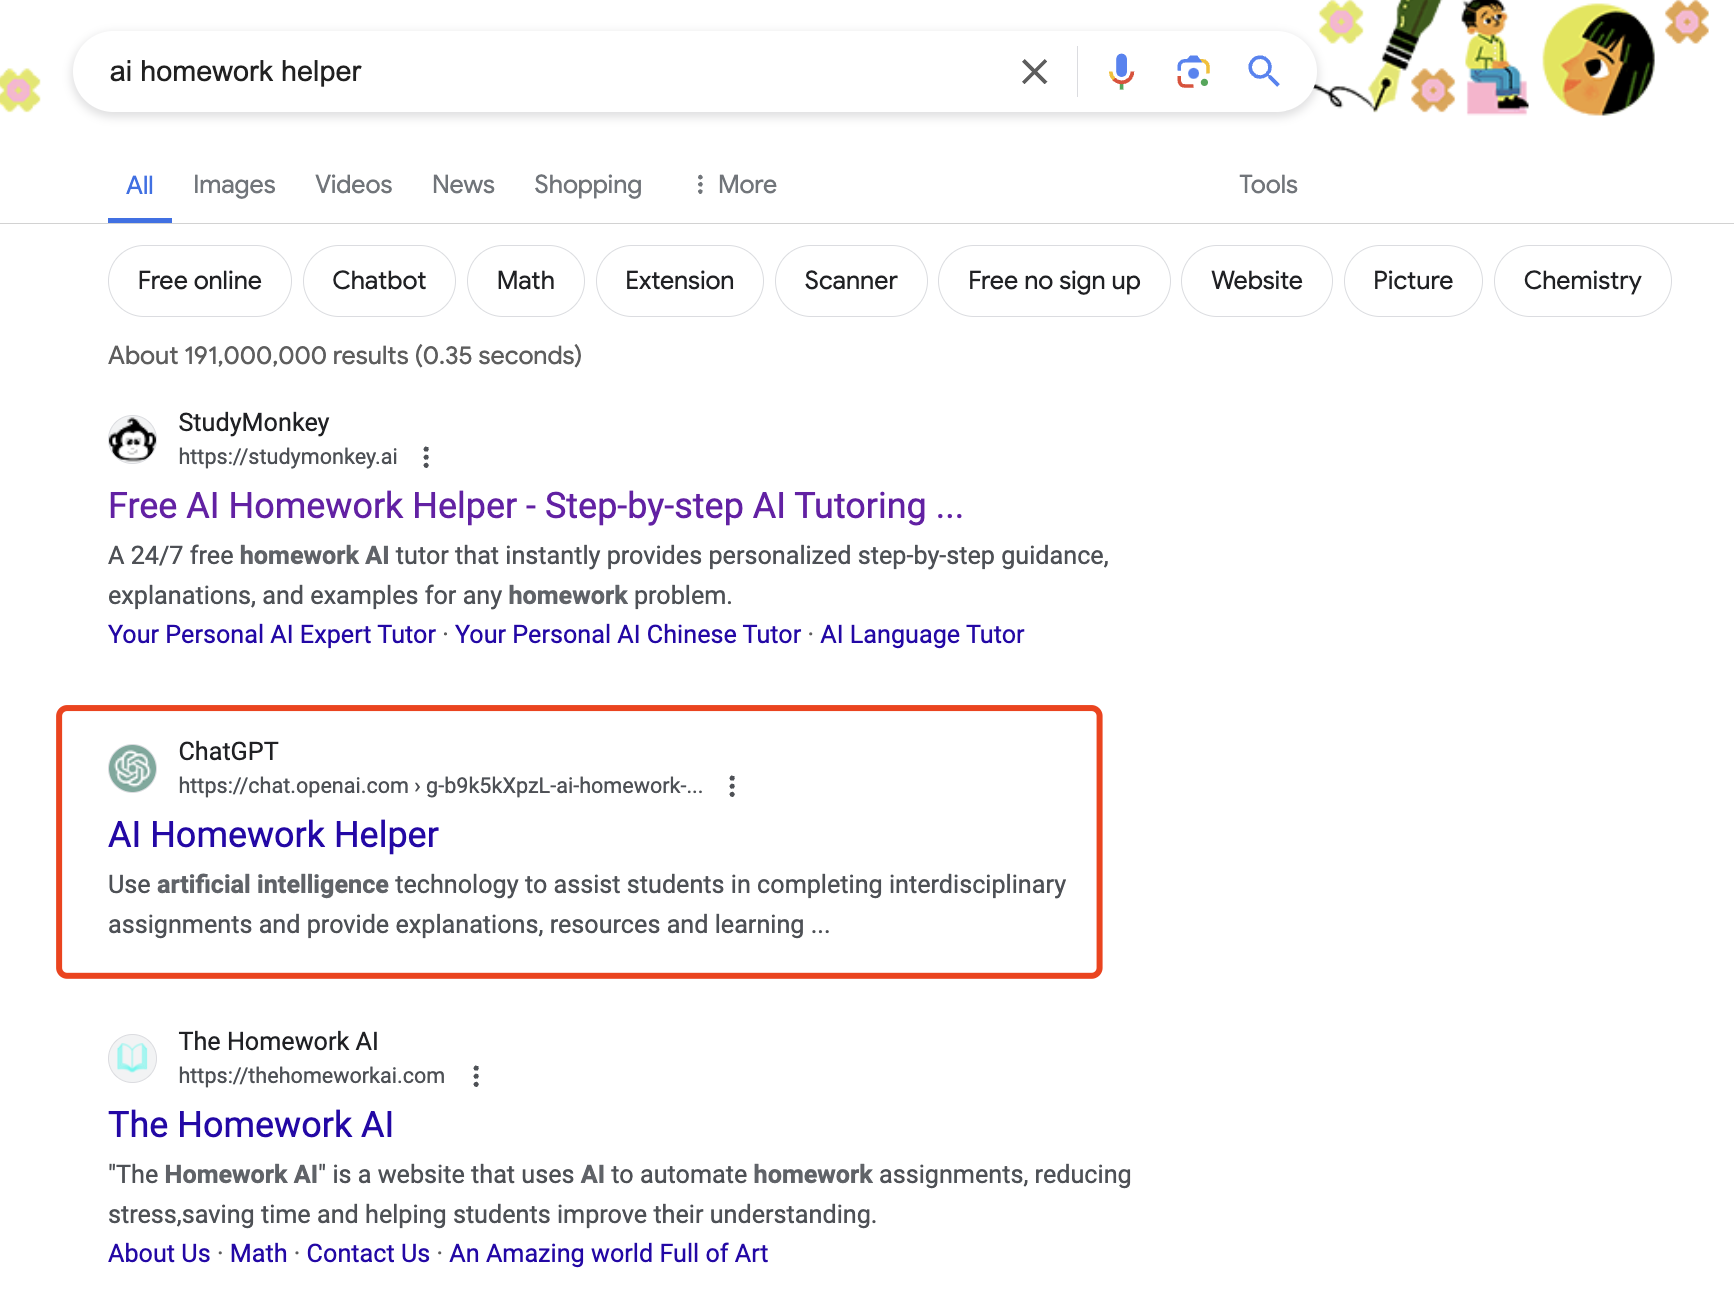 ai homework helper
All Images Videos News Shopping More Tools
Free online Chatbot Math Extension Scanner Free no sign up Website Picture Chemistry
About 191,000,000 results (0.35 seconds)
StudyMonkey
https://studymonkey.ai
Free AI Homework Helper - Step-by-step AI Tutoring ...
A 24/7 free homework AI tutor that instantly provides personalized step-by-step guidance,
explanations, and examples for any homework problem.
Your Personal AI Expert Tutor · Your Personal AI Chinese Tutor · AI Language Tutor
ChatGPT
https://chat.openai.com › g-b9k5kXpzL-ai-homework-...
AI Homework Helper
Use artificial intelligence technology to assist students in completing interdisciplinary
assignments and provide explanations, resources and learning ...
The Homework AI
https://thehomeworkai.com
The Homework AI
"The Homework AI" is a website that uses AI to automate homework assignments, reducing
stress,saving time and helping students improve their understanding.
About Us · Math · Contact Us · An Amazing world Full of Art